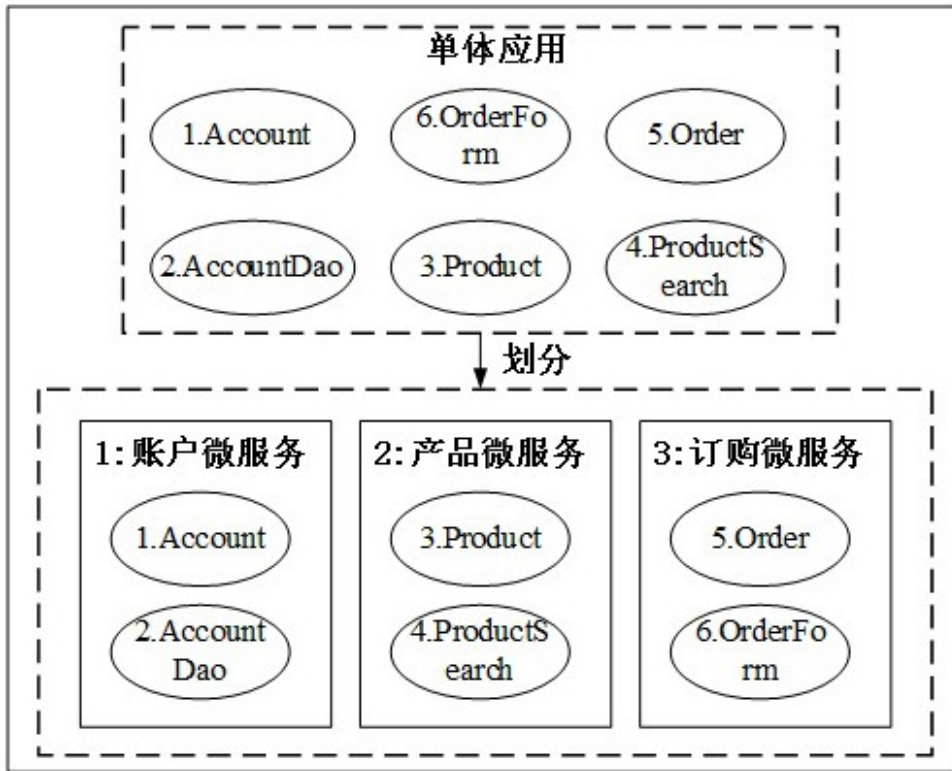 单体应用
1.Account
6.OrderFo
rm
5.Order
2.AccountDao
3.Product
4.ProductS
earch
划分
1:账户微服务
2:产品微服务
3:订购微服务
1.Account
3.Product
5.Order
2.Account
Dao
4.ProductS
earch
6.OrderFo
rm